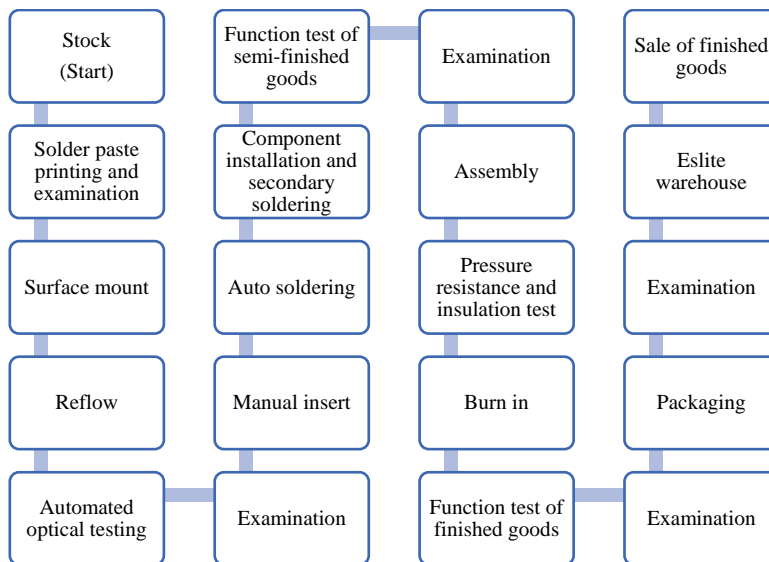 Stock
(Start)
Solder paste
printing and
examination
Surface mount
Reflow
Automated
optical testing
Examination
Manual insert
Auto soldering
Component
installation and
secondary
soldering
Function test of
semi-finished
goods
Examination
Assembly
Pressure
resistance and
insulation test
Burn in
Function test of
finished goods
Examination
Packaging
Examination
Eslite
warehouse
Sale of finished
goods